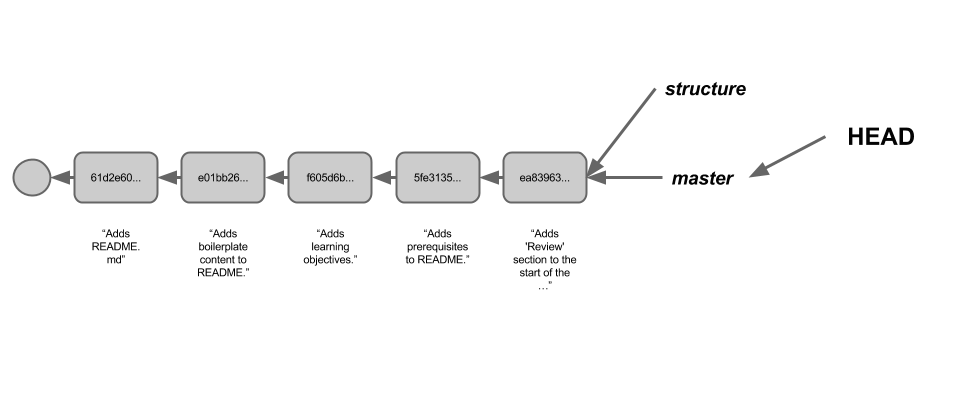 structure
HEAD
61d2e60...
e01bb26...
f605d6b...
5fe3135...
ea83963...
master
“Adds
README.
md”
“Adds
boilerplate
content to
README.”
“Adds
learning
objectives.”
“Adds
prerequisites
to README.”
“Adds
'Review'
section to the
start of the
…”